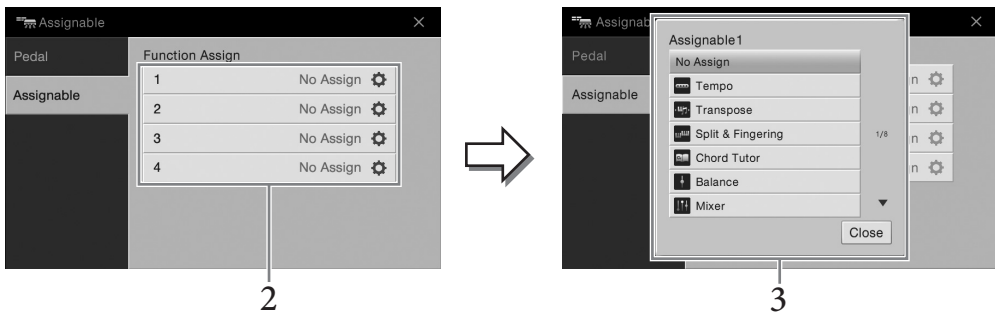 Assignable
Pedal
Assignable
Function Assign
1 No Assign
2 No Assign
3 No Assign
4 No Assign
2
Assignab
Pedal
Assignable
n
n
n
n
Assignable1
No Assign
Tempo
Transpose
Split & Fingering
1/8
Chord Tutor
Balance
Mixer
Close
3